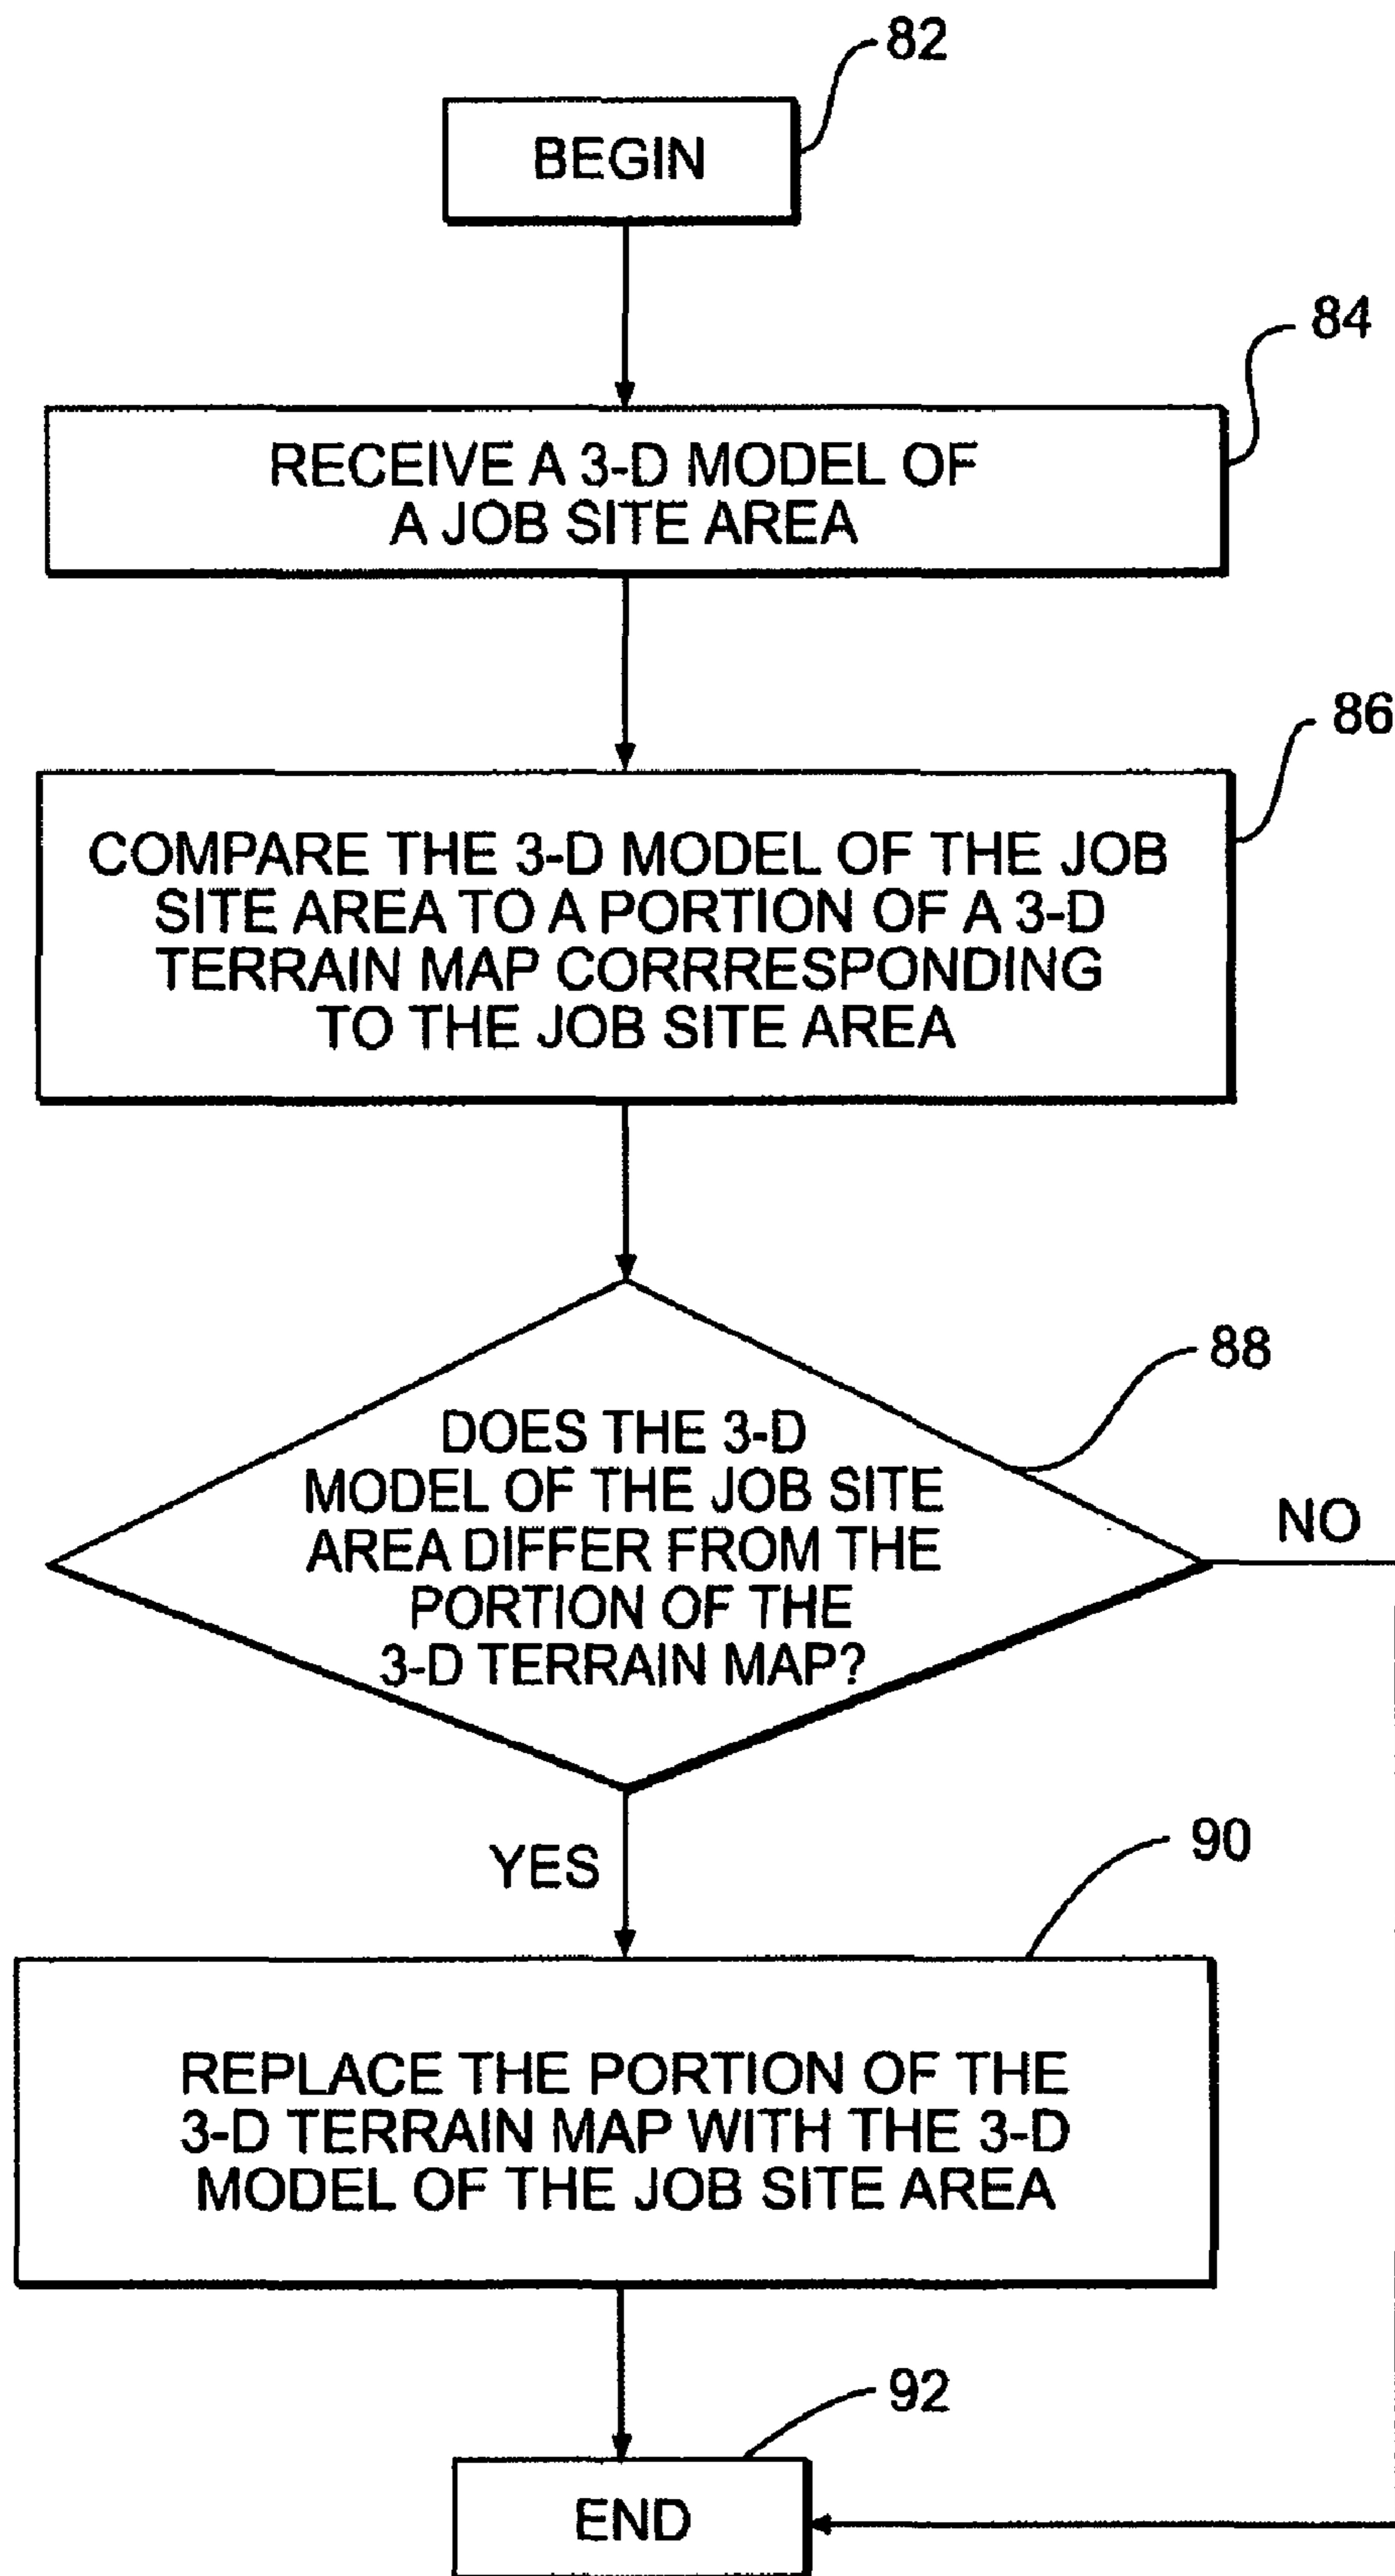 82
BEGIN
84
RECEIVE A 3-D MODEL OF
A JOB SITE AREA
86
COMPARE THE 3-D MODEL OF THE JOB
SITE AREA TO A PORTION OF A 3-D
TERRAIN MAP CORRRESPONDING
TO THE JOB SITE AREA
88
DOES THE 3-D
MODEL OF THE JOB SITE
AREA DIFFER FROM THE
PORTION OF THE
3-D TERRAIN MAP?
NO
YES
90
REPLACE THE PORTION OF THE
3-D TERRAIN MAP WITH THE 3-D
MODEL OF THE JOB SITE AREA
92
END